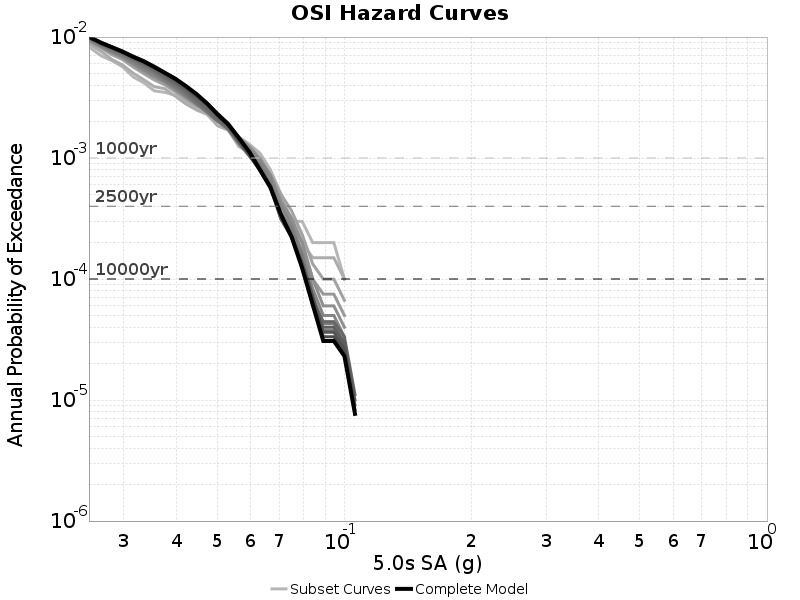 OSI Hazard Curves
Annual Probability of Exceedance
10-2
10-3
10-4
10-5
10-6
1000yr
2500yr
10000yr
3 4 5 6 7 10-1 2 3 4 5 6 7 100
5.0s SA (g)
Subset Curves Complete Model